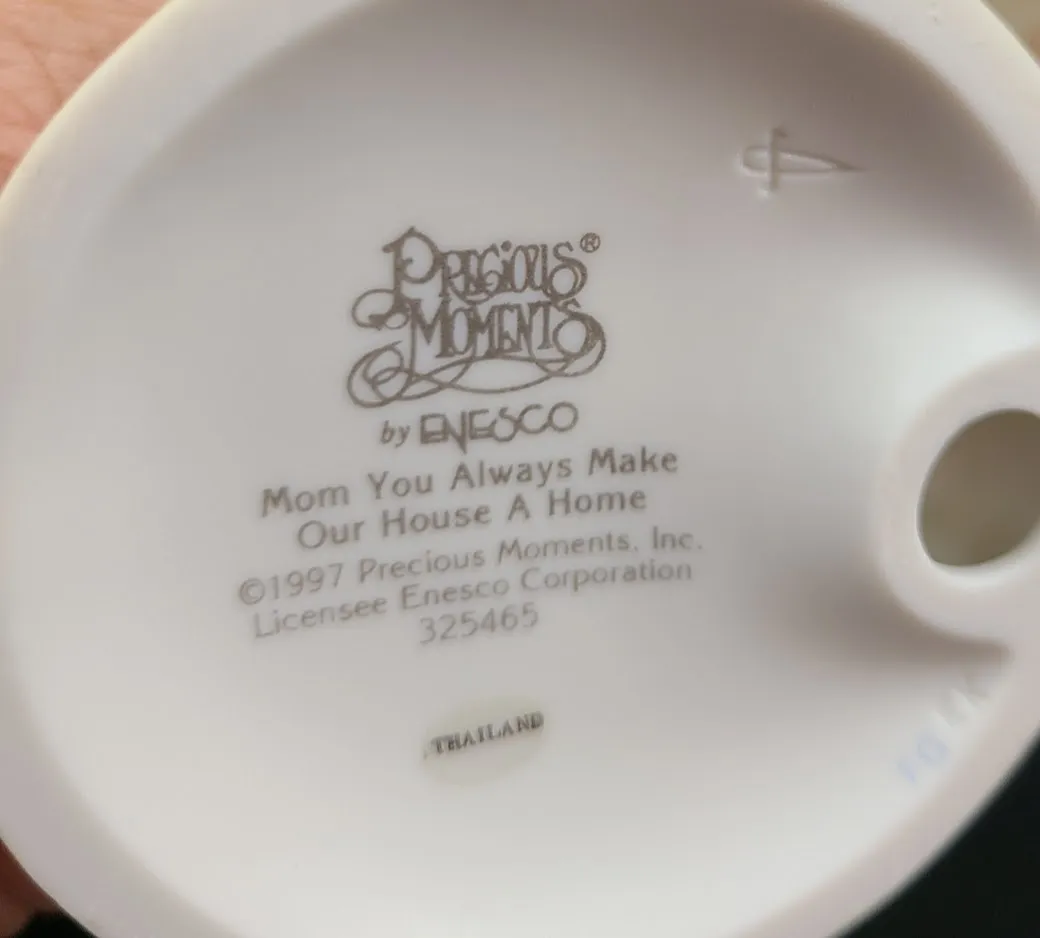 PRECIOUS®
MOMENTS
by ENESCO
Mom You Always Make
Our House A Home
©1997 Precious Moments, Inc.
Licensee Enesco Corporation
325465
THAILAND